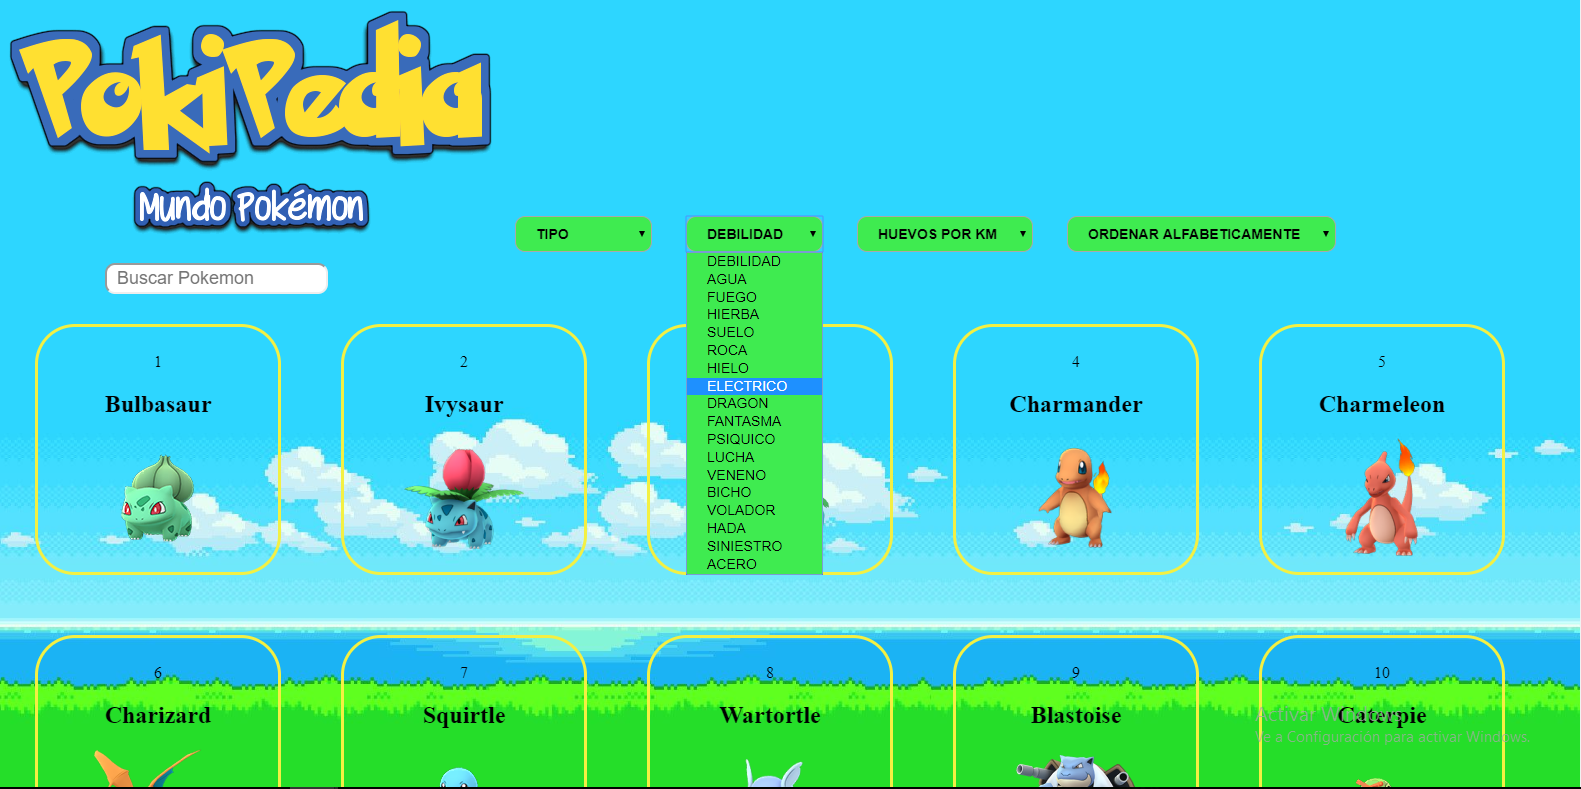 PokiPedia
Mundo Pokémon
TIPO
DEBILIDAD
HUEVOS POR KM
ORDENAR ALFABETICAMENTE
Buscar Pokemon
DEBILIDAD
AGUA
FUEGO
HIERBA
SUELO
ROCA
HIELO
ELECTRICO
DRAGON
FANTASMA
PSIQUICO
LUCHA
VENENO
BICHO
VOLADOR
HADA
SINIESTRO
ACERO
1
Bulbasaur
2
Ivysaur
4
Charmander
5
Charmeleon
6
Charizard
7
Squirtle
8
Wartortle
9
Blastoise
10
Caterpie
Activar Windows
Ve a Configuración para activar Windows.